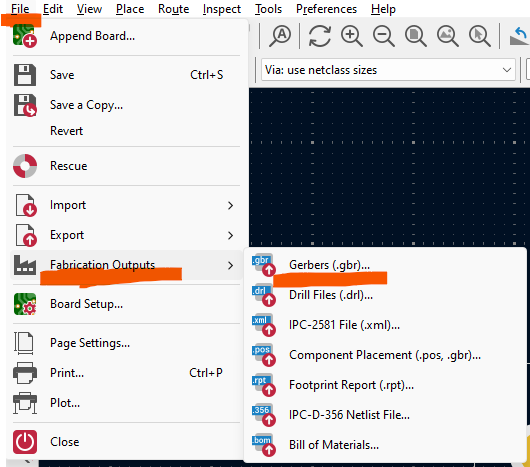 File Edit View Place Route Inspect Tools Preferences Help
Append Board...
Save Ctrl+S
Save a Copy...
Revert
Rescue
Import
Export
Fabrication Outputs
Board Setup...
Page Settings...
Print... Ctrl+P
Plot...
Close
A
Via: use netclass sizes
.gbr Gerbers (.gbr)...
.drl Drill Files (.drl)...
.xml IPC-2581 File (.xml)...
.pos Component Placement (.pos, .gbr)...
.rpt Footprint Report (.rpt)...
.356 IPC-D-356 Netlist File...
.bom Bill of Materials...